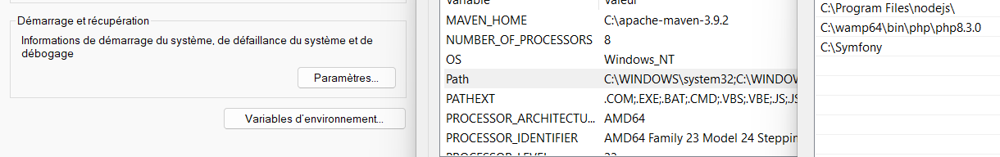 Démarrage et récupération
Informations de démarrage du système, de défaillance du système et de
débogage
Paramètres...
Variables d'environnement...
Variable Valeur
MAVEN_HOME C:\apache-maven-3.9.2
NUMBER_OF_PROCESSORS 8
OS Windows_NT
Path C:\WINDOWS\system32;C:\WINDOW
PATHEXT .COM;.EXE;.BAT;.CMD;.VBS;.VBE;.JS;.JS
PROCESSOR_ARCHITECTU... AMD64
PROCESSOR_IDENTIFIER AMD64 Family 23 Model 24 Steppin
C:\Program Files\nodejs\
C:\wamp64\bin\php\php8.3.0
C:\Symfony